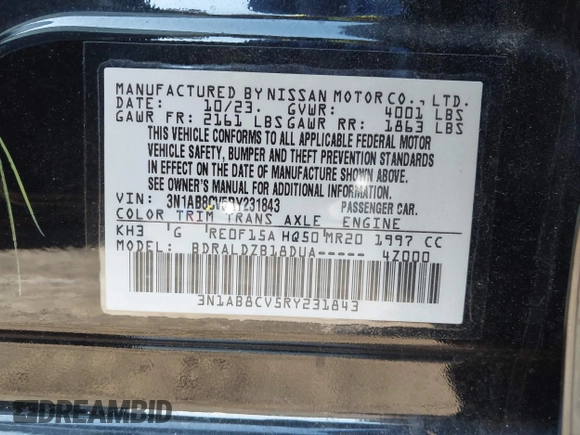 MANUFACTURED BY NISSAN MOTOR CO., LTD.
DATE: 10/23. GVWR: 4001 LBS
GAWR FR: 2161 LBS GAWR RR: 1863 LBS
THIS VEHICLE CONFORMS TO ALL APPLICABLE FEDERAL MOTOR
VEHICLE SAFETY, BUMPER AND THEFT PREVENTION STANDARDS
IN EFFECT ON THE DATE OF MANUFACTURE SHOWN ABOVE.
SEE OWNER'S MANUAL FOR ADDITIONAL INFORMATION.
VIN: 3N1AB8CV5RY231843 PASSENGER CAR.
COLOR TRIM TRANS AXLE ENGINE
KH3 G RE0F15A HQ50 MR20 1997 CC
MODEL: BDRALDZB18DUA----- 4Z000
3N1AB8CV5RY231843
DREAMBID